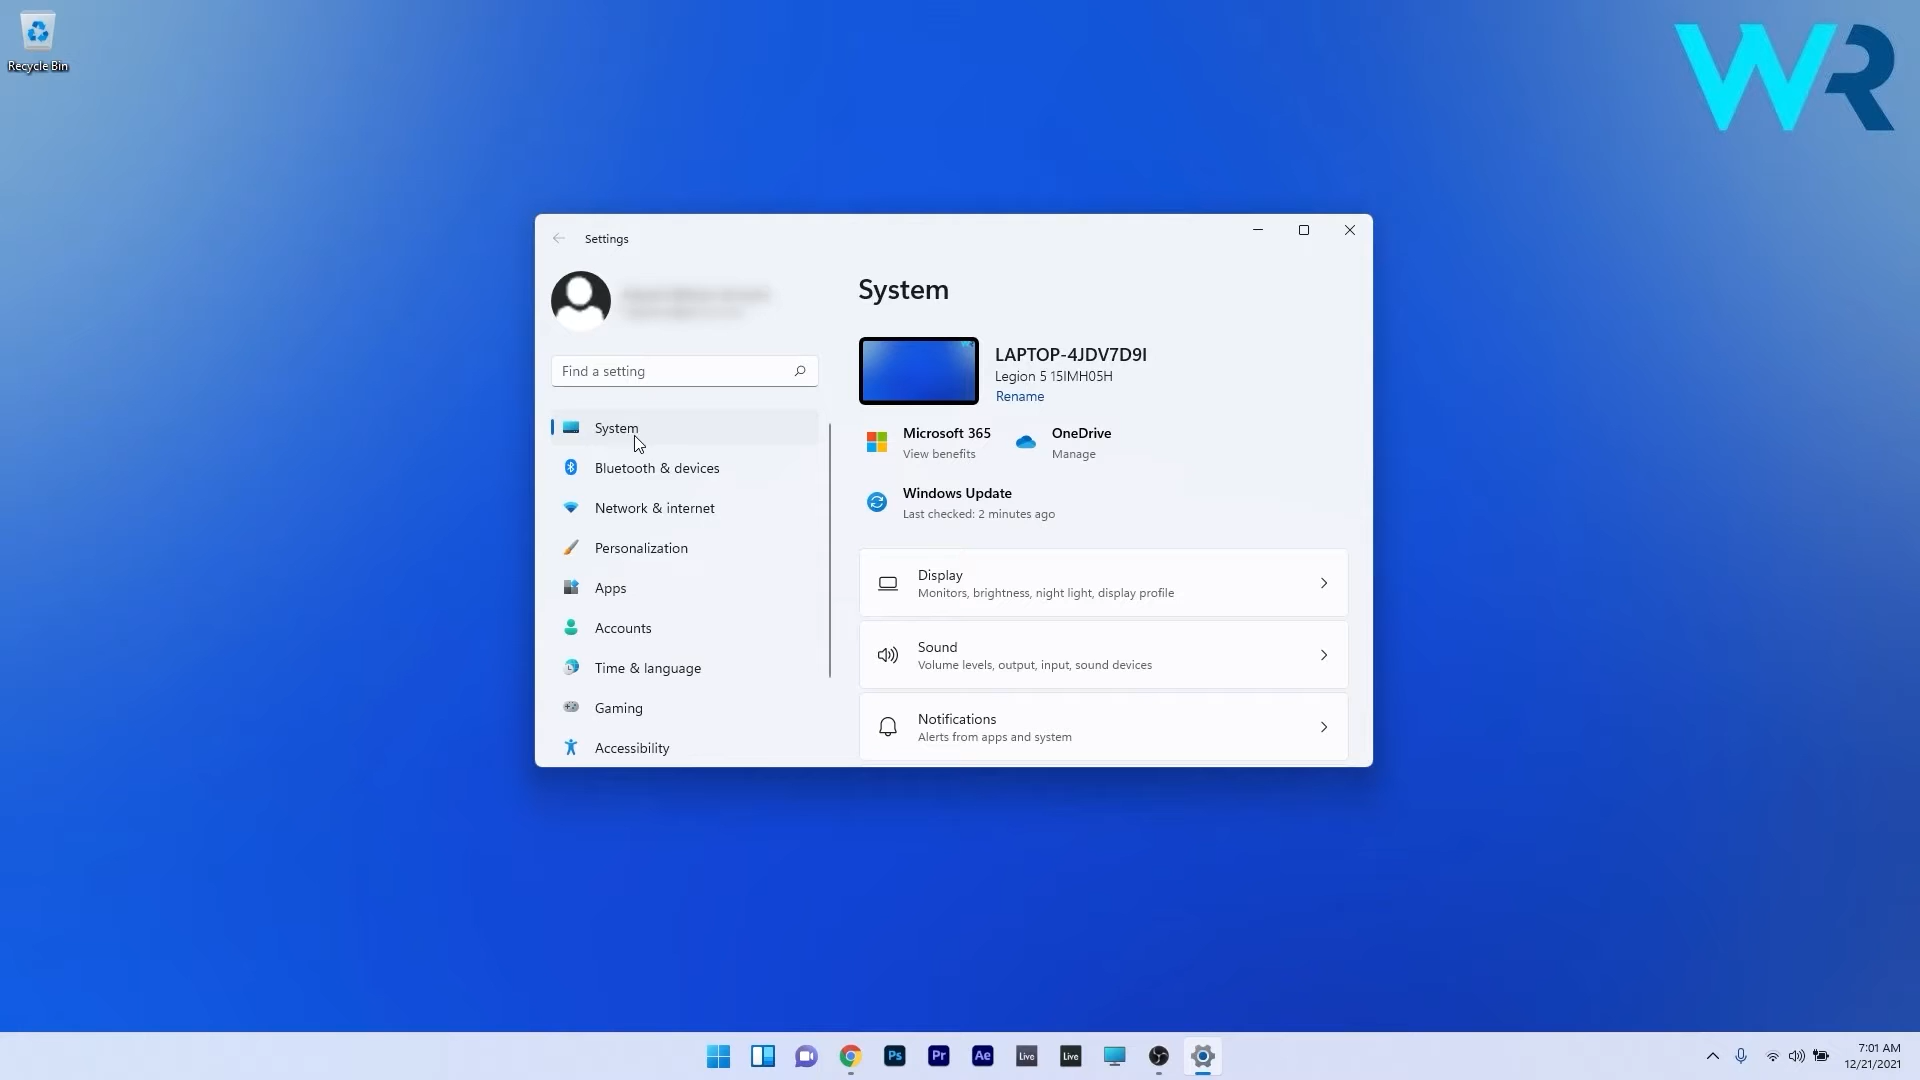 Recycle Bin
WR
Settings
System
Find a setting
LAPTOP-4JDV7D9I
Legion 5 15IMH05H
Rename
System
Bluetooth & devices
Network & internet
Personalization
Apps
Accounts
Time & language
Gaming
Accessibility
Microsoft 365
View benefits
OneDrive
Manage
Windows Update
Last checked: 2 minutes ago
Display
Monitors, brightness, night light, display profile
Sound
Volume levels, output, input, sound devices
Notifications
Alerts from apps and system
Ps
Pr
Ae
Live
Live
7:01 AM
12/21/2021